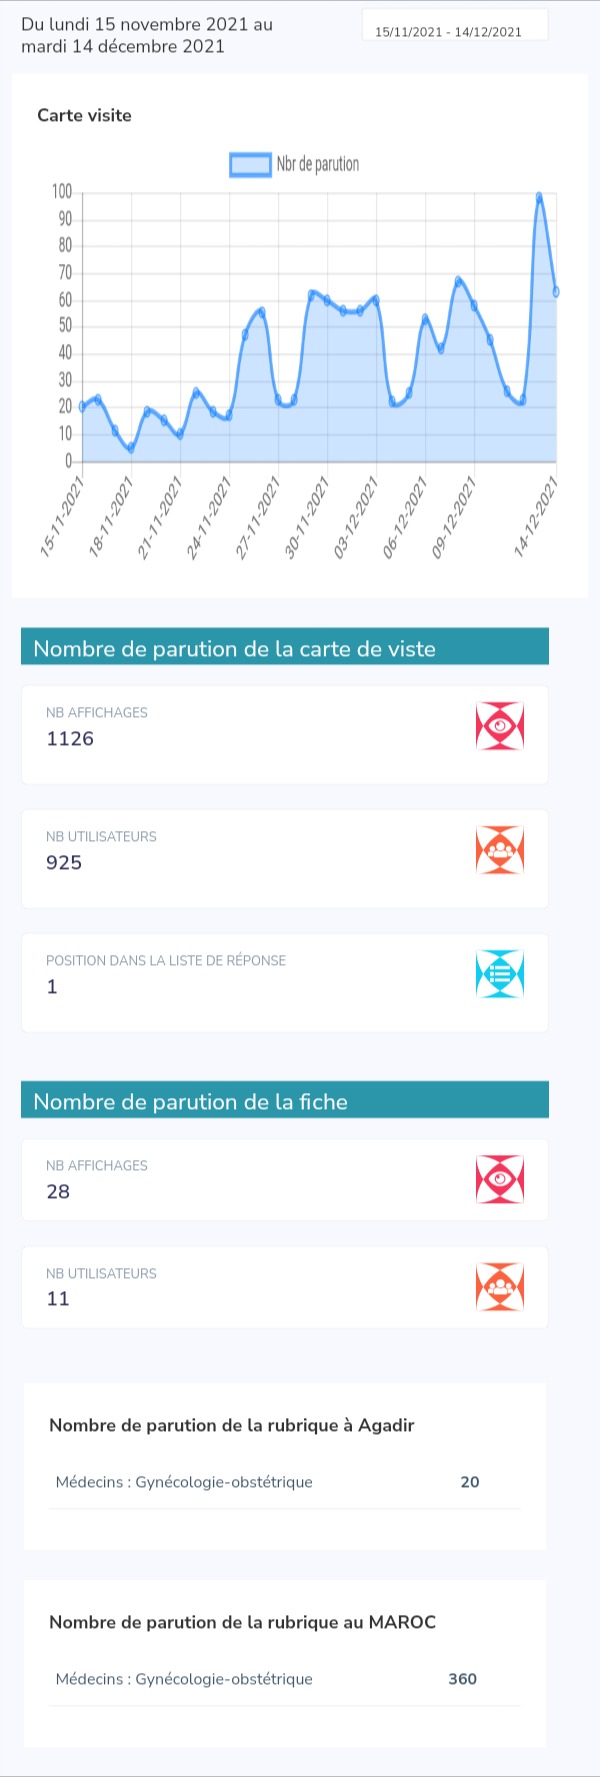 Du lundi 15 novembre 2021 au
mardi 14 décembre 2021
15/11/2021 - 14/12/2021
Carte visite
Nbr de parution
100
90
80
70
60
50
40
30
20
10
0
15-11-2021
18-11-2021
21-11-2021
24-11-2021
27-11-2021
30-11-2021
03-12-2021
06-12-2021
09-12-2021
14-12-2021
Nombre de parution de la carte de viste
NB AFFICHAGES
1126
NB UTILISATEURS
925
POSITION DANS LA LISTE DE RÉPONSE
1
Nombre de parution de la fiche
NB AFFICHAGES
28
NB UTILISATEURS
11
Nombre de parution de la rubrique à Agadir
Médecins : Gynécologie-obstétrique 20
Nombre de parution de la rubrique au MAROC
Médecins : Gynécologie-obstétrique 360